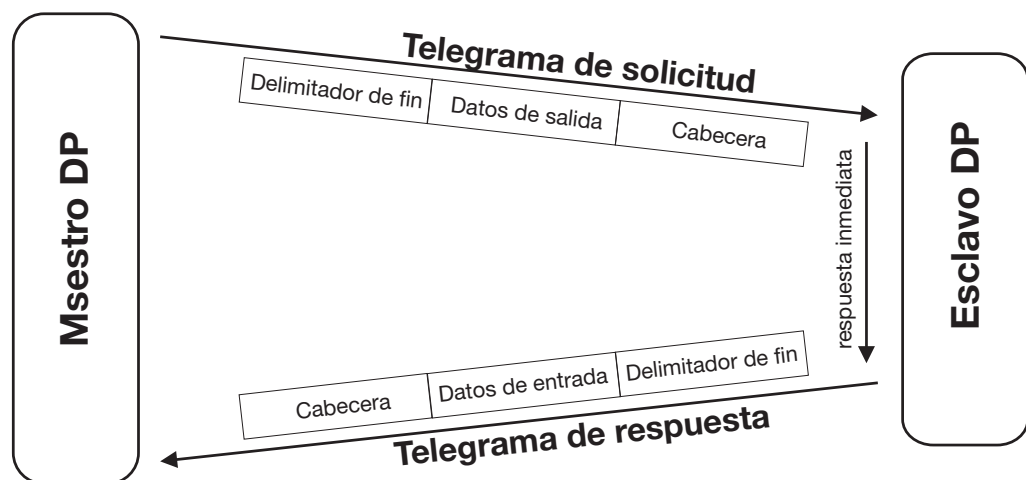 Msestro DP
Telegrama de solicitud
Delimitador de fin
Datos de salida
Cabecera
respuesta inmediata
Esclavo DP
Cabecera
Datos de entrada
Delimitador de fin
Telegrama de respuesta